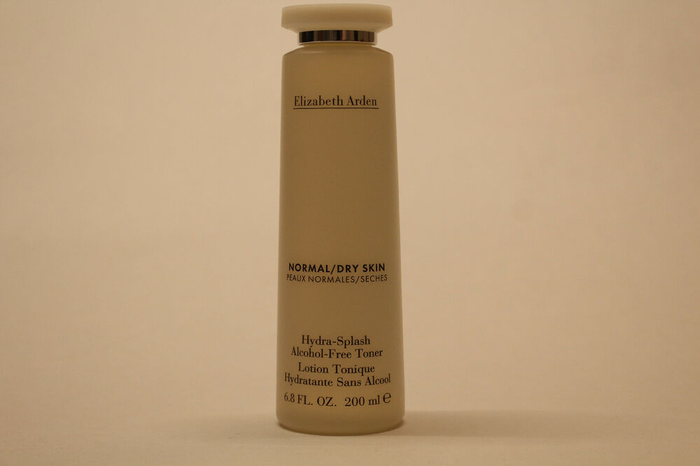 Elizabeth Arden
NORMAL/DRY SKIN
PEAUX NORMALES/SECHES
Hydra-Splash
Alcohol-Free Toner
Lotion Tonique
Hydratante Sans Alcool
6.8 FL. OZ. 200 ml ℮